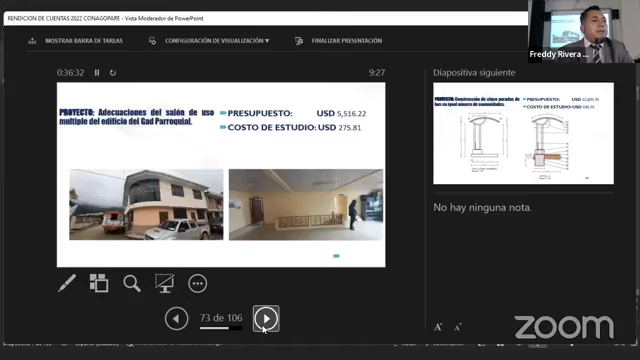 RENDICION DE CUENTAS 2022 CONAGOPARE - Vista Moderador de PowerPoint
MOSTRAR BARRA DE TAREAS
CONFIGURACIÓN DE VISUALIZACIÓN ▾
FINALIZAR PRESENTACIÓN
Freddy Rivera ...
0:36:32
9:27
Diapositiva siguiente
PROYECTO: Adecuaciones del salón de uso
multiple del edificio del Gad Parroquial.
PRESUPUESTO: USD 5,516.22
COSTO DE ESTUDIO: USD 275.81
PROYECTO: Construcción de cinco paradas de
bus en igual número de comunidades.
PRESUPUESTO:
COSTO DE ESTUDIO:
No hay ninguna nota.
73 de 106
zoom